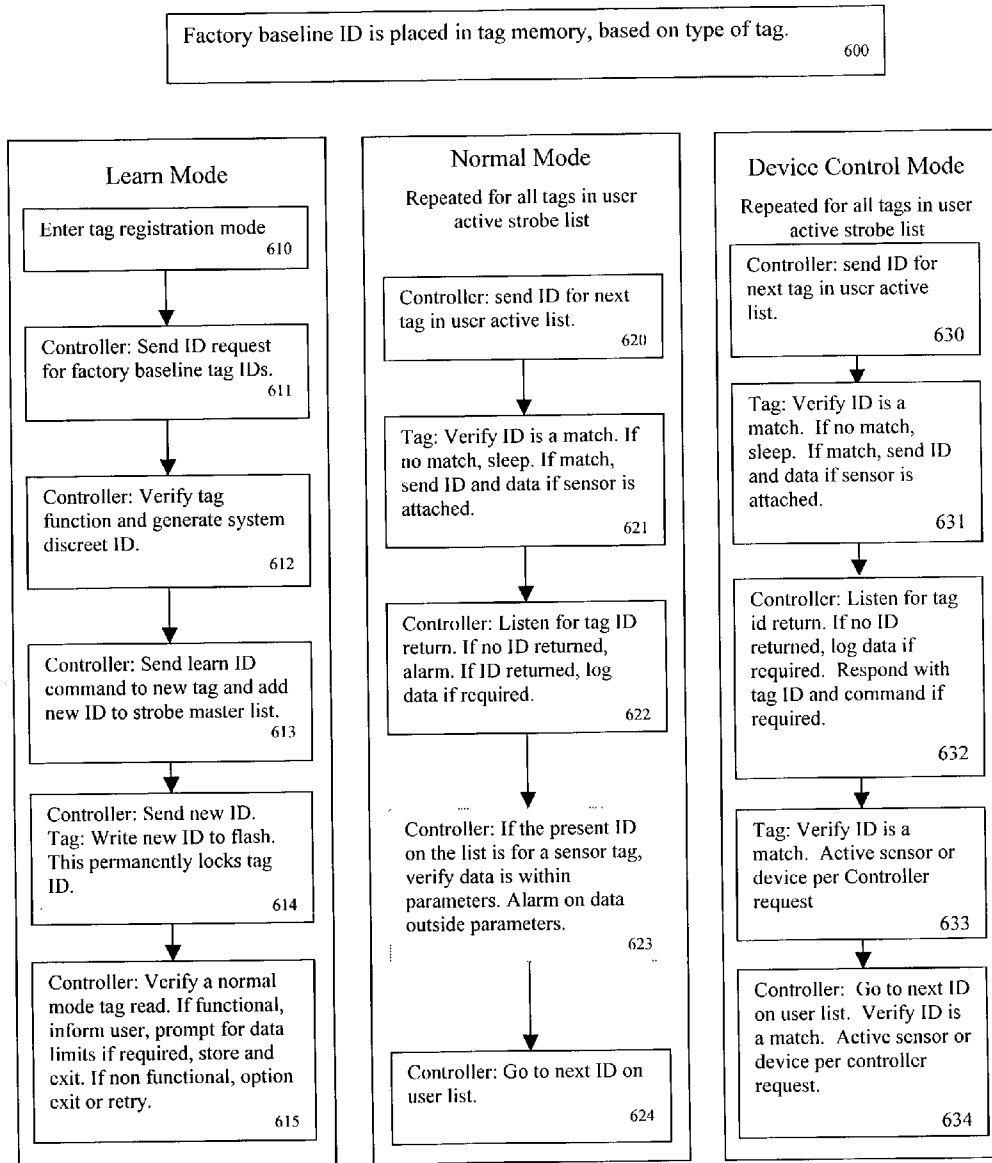 Factory baseline ID is placed in tag memory, based on type of tag.
600
Learn Mode
Enter tag registration mode
610
Controller: Send ID request
for factory baseline tag IDs.
611
Controller: Verify tag
function and generate system
discreet ID.
612
Controller: Send learn ID
command to new tag and add
new ID to strobe master list.
613
Controller: Send new ID.
Tag: Write new ID to flash.
This permanently locks tag
ID.
614
Controller: Verify a normal
mode tag read. If functional,
inform user, prompt for data
limits if required, store and
exit. If non functional, option
exit or retry.
615
Normal Mode
Repeated for all tags in user
active strobe list
Controller: send ID for next
tag in user active list.
620
Tag: Verify ID is a match. If
no match, sleep. If match,
send ID and data if sensor is
attached.
621
Controller: Listen for tag ID
return. If no ID returned,
alarm. If ID returned, log
data if required.
622
Controller: If the present ID
on the list is for a sensor tag,
verify data is within
parameters. Alarm on data
outside parameters.
623
Controller: Go to next ID on
user list.
624
Device Control Mode
Repeated for all tags in user
active strobe list
Controller: send ID for
next tag in user active
list.
630
Tag: Verify ID is a
match. If no match,
sleep. If match, send ID
and data if sensor is
attached.
631
Controller: Listen for tag
id return. If no ID
returned, log data if
required. Respond with
tag ID and command if
required.
632
Tag: Verify ID is a
match. Active sensor or
device per Controller
request
633
Controller: Go to next ID
on user list. Verify ID is
a match. Active sensor or
device per controller
request.
634